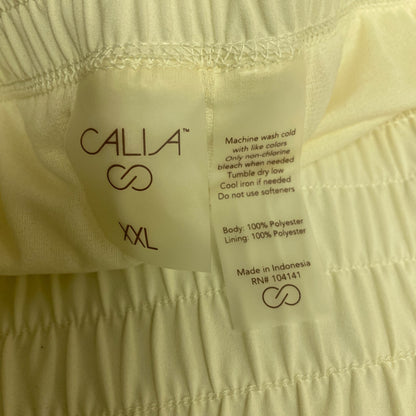 CALIA™
XXL
Machine wash cold
with like colors
Only non-chlorine
bleach when needed
Tumble dry low
Cool iron if needed
Do not use softeners
Body: 100% Polyester
Lining: 100% Polyester
Made in Indonesia
RN# 104141